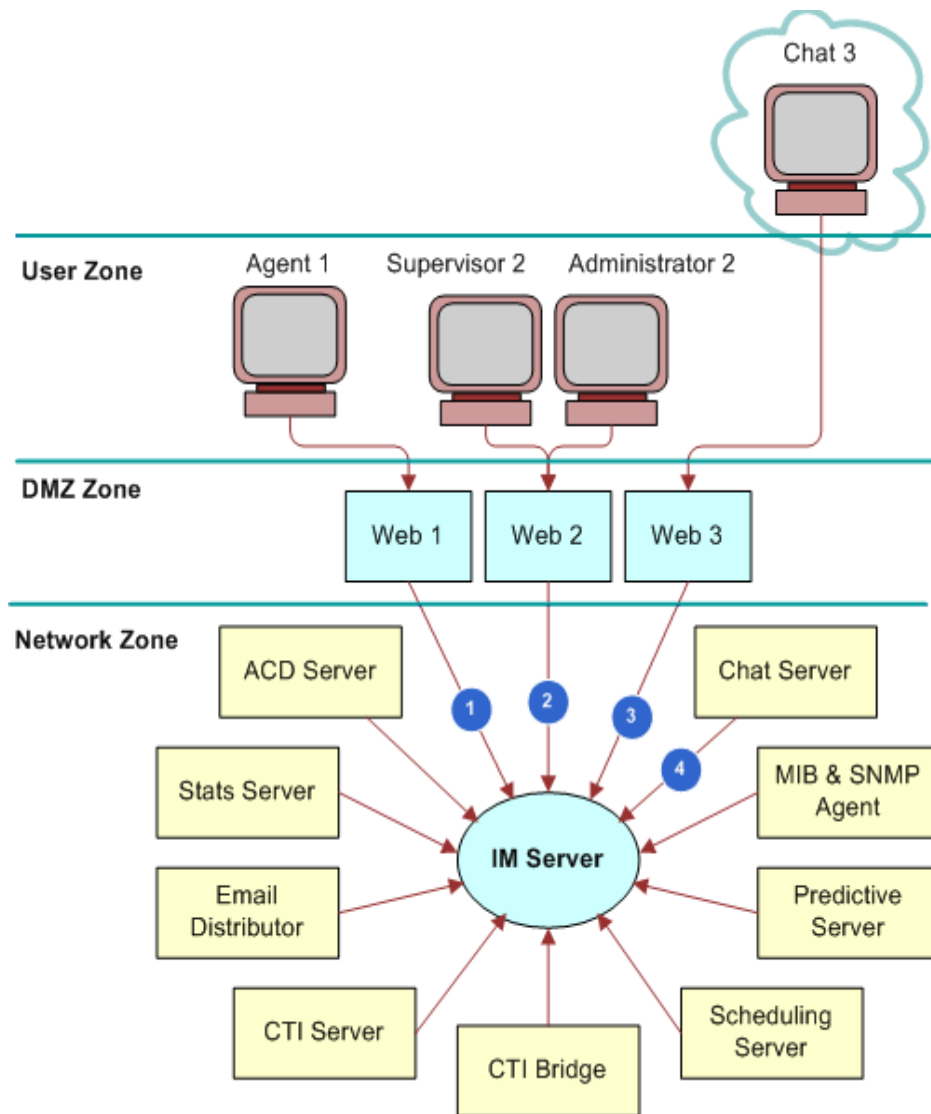 Chat 3
User Zone
Agent 1
Supervisor 2
Administrator 2
DMZ Zone
Web 1
Web 2
Web 3
Network Zone
ACD Server
Chat Server
1
2
3
4
Stats Server
MIB & SNMP
Agent
IM Server
Email
Distributor
Predictive
Server
CTI Server
CTI Bridge
Scheduling
Server